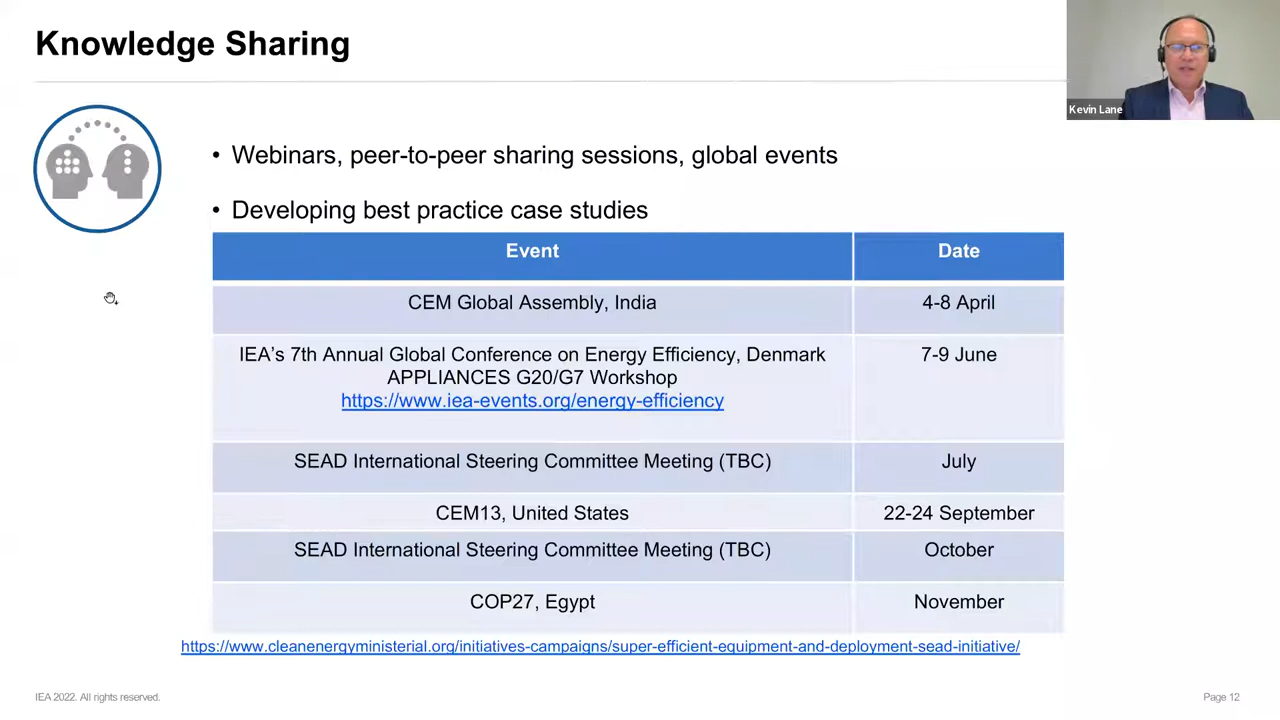 Knowledge Sharing
Kevin Lane
• Webinars, peer-to-peer sharing sessions, global events
• Developing best practice case studies
Event Date
CEM Global Assembly, India 4-8 April
IEA’s 7th Annual Global Conference on Energy Efficiency, Denmark 7-9 June
APPLIANCES G20/G7 Workshop
https://www.iea-events.org/energy-efficiency
SEAD International Steering Committee Meeting (TBC) July
CEM13, United States 22-24 September
SEAD International Steering Committee Meeting (TBC) October
COP27, Egypt November
https://www.cleanenergyministerial.org/initiatives-campaigns/super-efficient-equipment-and-deployment-sead-initiative/
IEA 2022. All rights reserved. Page 12